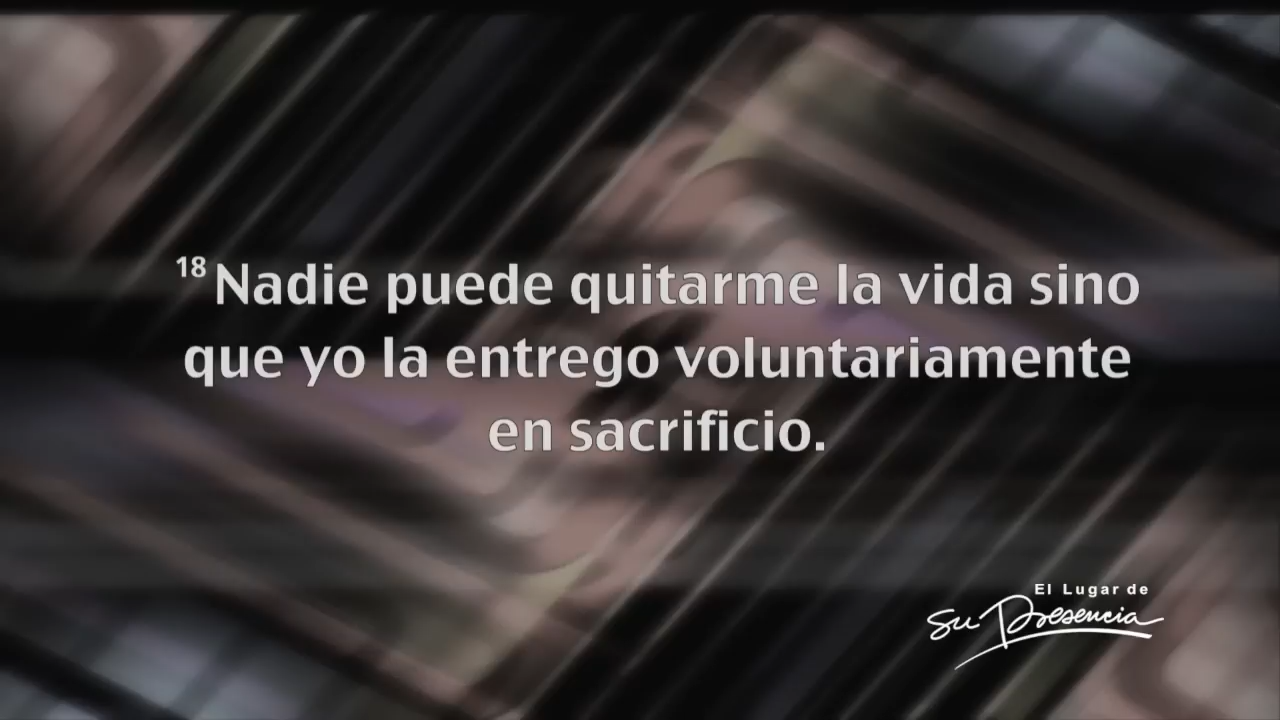 18 Nadie puede quitarme la vida sino
que yo la entrego voluntariamente
en sacrificio.
El Lugar de
Su Presencia